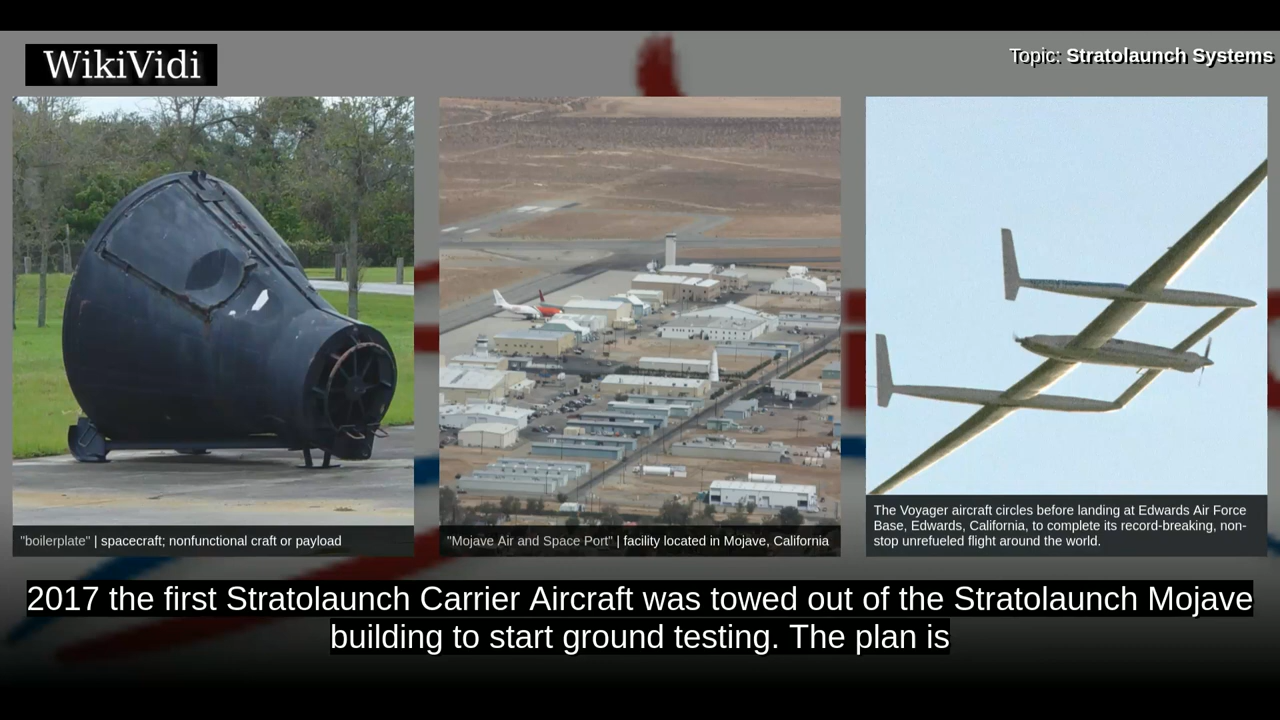 WikiVidi
Topic: Stratolaunch Systems
"boilerplate" | spacecraft; nonfunctional craft or payload
"Mojave Air and Space Port" | facility located in Mojave, California
The Voyager aircraft circles before landing at Edwards Air Force
Base, Edwards, California, to complete its record-breaking, non-
stop unrefueled flight around the world.
2017 the first Stratolaunch Carrier Aircraft was towed out of the Stratolaunch Mojave
building to start ground testing. The plan is